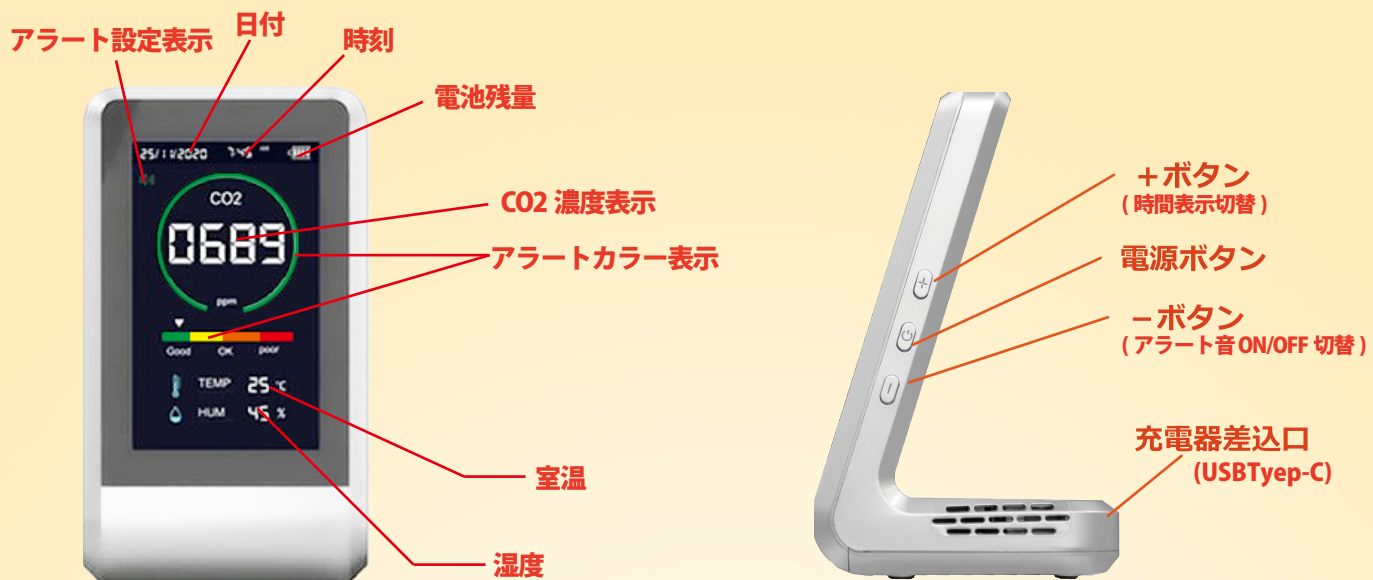 アラート設定表示
日付
時刻
電池残量
25/11/2020 7:45
CO2
0689
ppm
Good OK poor
TEMP 25 ℃
HUM 45 %
CO2 濃度表示
アラートカラー表示
室温
湿度
+ボタン
( 時間表示切替 )
電源ボタン
−ボタン
( アラート音 ON/OFF 切替 )
充電器差込口
(USBTyep-C)